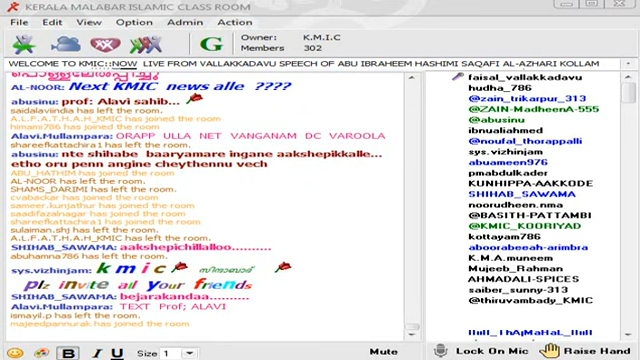 KERALA MALABAR ISLAMIC CLASS ROOM
File Edit View Option Admin Action
G
Owner: K.M.I.C
Members 302
WELCOME TO KMIC::NOW LIVE FROM VALLAKKADAVU SPEECH OF ABU IBRAHEEM HASHIMI SAQAFI AL-AZHARI KOLLAM
AL-NOOR: Next KMIC news alle ????
abusinu: prof: Alavi sahib...
saidalaviindia has left the room.
A.L.F.A.T.H.A.H_KMIC has joined the room
himam786 has joined the room
Alavi.Mullampara: ORAPP ULLA NET VANGANAM DC VAROOLA
shareefkattachira1 has left the room.
abusinu: nte shihabe baaryamare ingane aakshepikkalle...
etho oru penn angine cheythennu vech
ABU_HATHIM has joined the room
AL-NOOR has left the room.
SHAMS_DARIMI has left the room.
cvabackar has joined the room
sameer.kunjathur has joined the room
saadifazalnagar has joined the room
shareefkattachira1 has joined the room
sulaiman.shj has left the room.
A.L.F.A.T.H.A.H_KMIC has left the room.
SHIHAB_SAWAMA: aakshepichillalloo..........
abuhamna786 has left the room.
sys.vizhinjam: k m i c സിന്ദാബാദ്
plz invite all your friends
SHIHAB_SAWAMA: bejarakandaa.........
Alavi.Mullampara: TEXT Prof; ALAVI
ismayil.p has left the room.
majeedpannurak has joined the room
faisal_vallakkadavu
hudha_786
@zain_trikarpur_313
@ZAIN-MadheenA-555
@abusinu
ibnualiahmed
@noufal_thorappalli
sys.vizhinjam
abuameen976
pmabdulkader
KUNHIPPA-AAKKODE
SHIHAB_SAWAMA
noorudheen.nma
@BASITH-PATTAMBI
@KMIC_KOORIYAD
kottayam786
aboorabeeah-arimbra
K.M.A.muneem
Mujeeb_Rahman
AHMADALI-SPICES
saiber_sunny-313
@thiruvambady_KMIC
B I U Size 1 Mute Lock On Mic Raise Hand